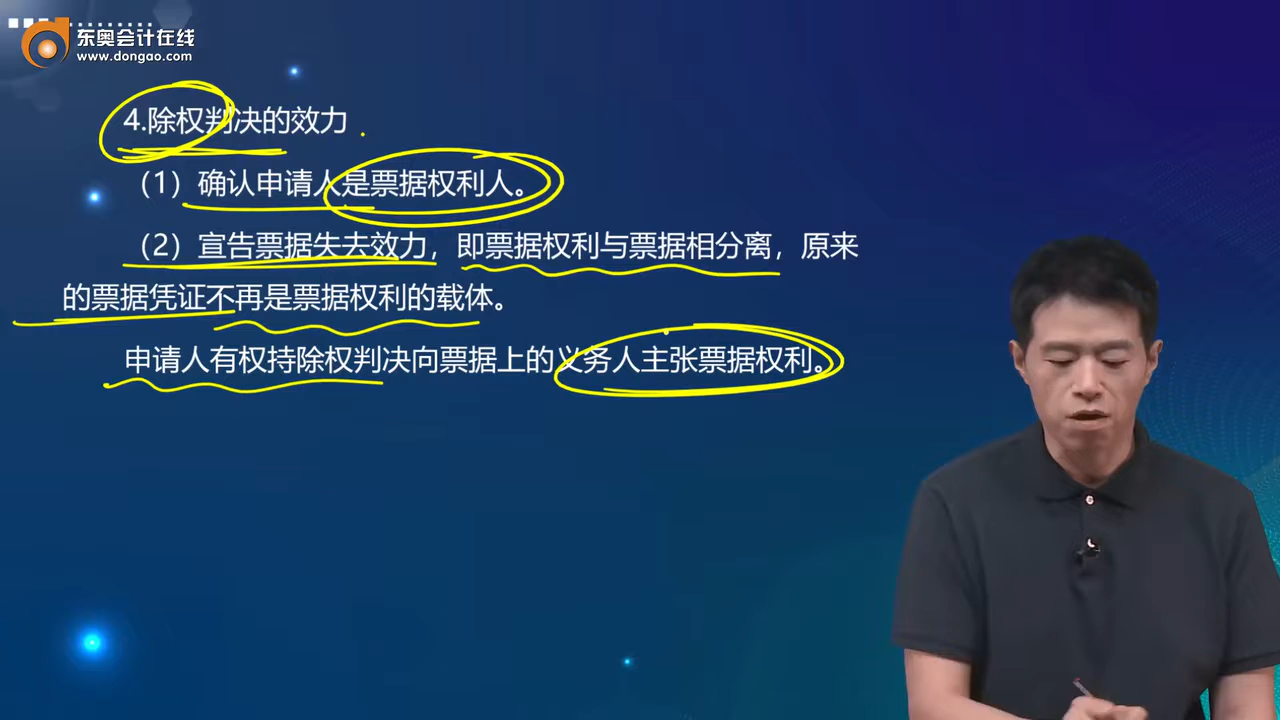 东奥会计在线
www.dongao.com
4.除权判决的效力
（1）确认申请人是票据权利人。
（2）宣告票据失去效力，即票据权利与票据相分离，原来
的票据凭证不再是票据权利的载体。
申请人有权持除权判决向票据上的义务人主张票据权利。